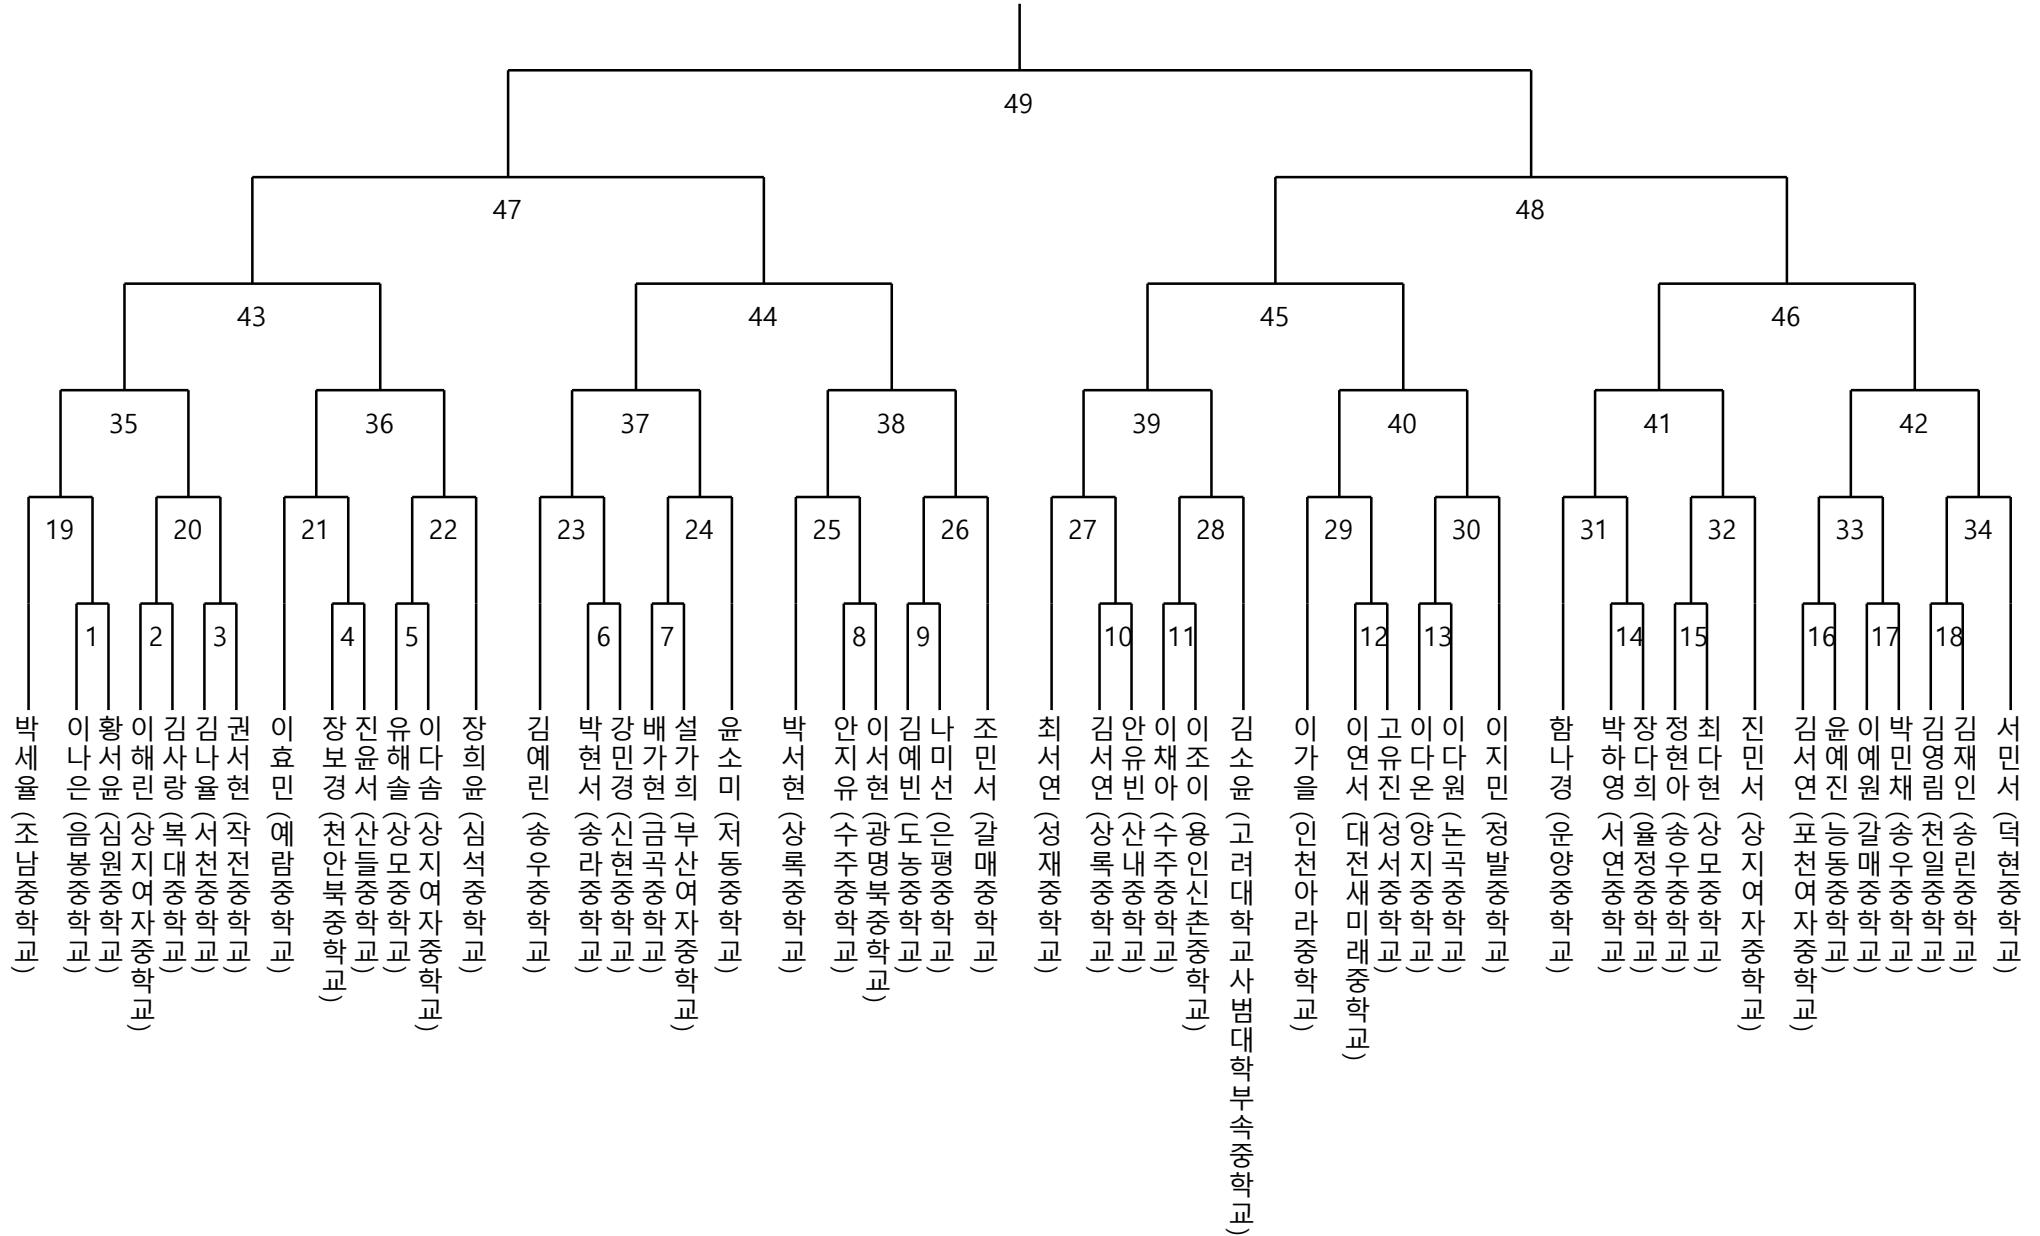 49
47
48
43
44
45
46
35
36
37
38
39
40
41
42
19
20
21
22
23
24
25
26
27
28
29
30
31
32
33
34
1
2
3
4
5
6
7
8
9
10
11
12
13
14
15
16
17
18
박세율 (조남중학교)
이나은 (음봉중학교)
황서윤 (심원중학교)
이해린 (상지여자중학교)
김사랑 (복대중학교)
김나율 (서천중학교)
권서현 (작전중학교)
이효민 (예람중학교)
장보경 (천안북중학교)
진윤서 (산들중학교)
유해솔 (상모중학교)
이다솜 (상지여자중학교)
장희윤 (심석중학교)
김예린 (송우중학교)
박현서 (송라중학교)
강민경 (신현중학교)
배가현 (금곡중학교)
설가희 (부산여자중학교)
윤소미 (저동중학교)
박서현 (상록중학교)
안지유 (수주중학교)
이서현 (광명북중학교)
김예빈 (도농중학교)
나미선 (은평중학교)
조민서 (갈매중학교)
최서연 (성재중학교)
김서연 (상록중학교)
안유빈 (산내중학교)
이채아 (수주중학교)
이조이 (용인신촌중학교)
김소윤 (고려대학교사범대학부속중학교)
이가을 (인천아라중학교)
이연서 (대전새미래중학교)
고유진 (성서중학교)
이다온 (양지중학교)
이다원 (논곡중학교)
이지민 (정발중학교)
함나경 (운양중학교)
박하영 (서연중학교)
장다희 (율정중학교)
정현아 (송우중학교)
최다현 (상모중학교)
진민서 (상지여자중학교)
김서연 (포천여자중학교)
윤예진 (능동중학교)
이예원 (갈매중학교)
박민채 (송우중학교)
김영림 (천일중학교)
김재인 (송린중학교)
서민서 (덕현중학교)